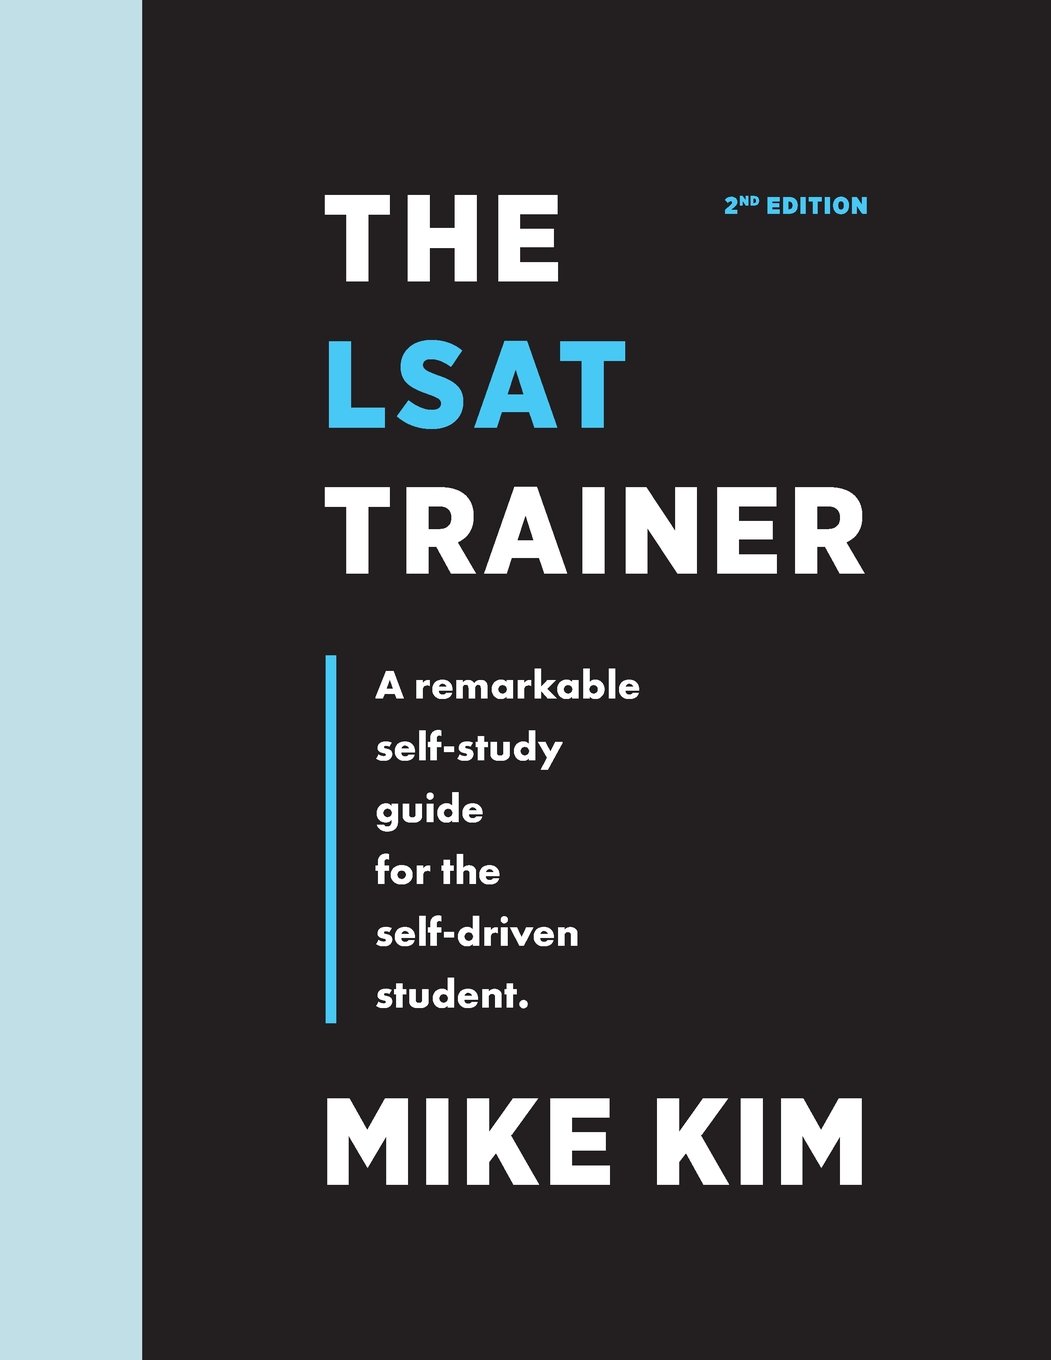 THE
2ND EDITION
LSAT
TRAINER
A remarkable
self-study
guide
for the
self-driven
student.
MIKE KIM